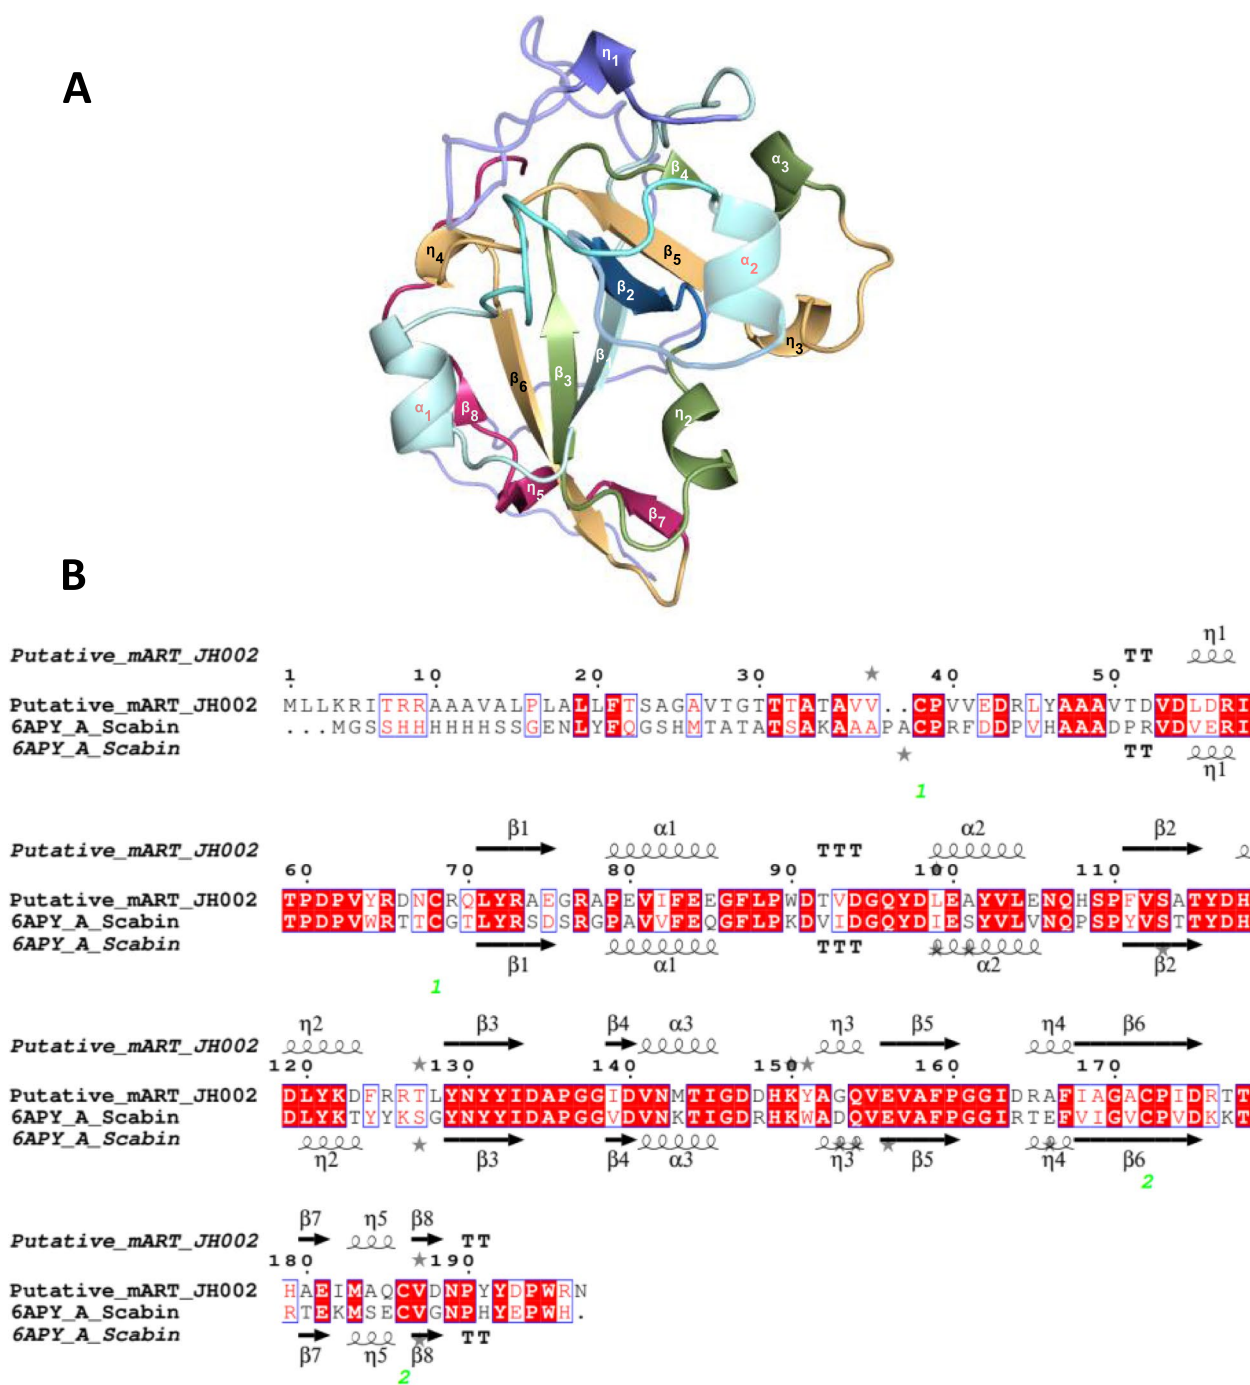 A
η1
α3
β4
η4
β5
α2
β2
η3
β1
β6
β3
α1
β8
η2
η5
β7
B
η1
Putative_mART_JH002 TT
1 10 20 30 40 50
Putative_mART_JH002 MLLKRITRRAAAVALPLALLFTSAGAVTGTTTATAVV..CPVVEDRLYAAAVTDVDLDRI
6APY_A_Scabin ...MGSSHHHHHHSSGENLYFQGSHMTATATSAKAAAPACPRFDDPVHAAADPRVDVERI
6APY_A_Scabin TT
η1
1
β1 α1 α2 β2
Putative_mART_JH002 TTT
60 70 80 90 100 110
Putative_mART_JH002 TPDPVYRDNCRQLYRAEGRAPEVIFEEGFLPWDTVDGQYDLEAYVLENQHSPFVSATYDH
6APY_A_Scabin TPDPVWRTTCGTLYRSDSRGPAVVFEQGFLPKDVIDGQYDIESYVLVNQPSPYVSTTYDH
6APY_A_Scabin TTT
β1 α1 α2 β2
1
η2 β3 β4 α3 η3 β5 η4 β6
Putative_mART_JH002
120 130 140 150 160 170
Putative_mART_JH002 DLYKDFRRTLYNYYIDAPGGIDVNMTIGDDHKYAGQVEVAFPGGIDRAFIAGACPIDRTT
6APY_A_Scabin DLYKTYYKSGYNYYIDAPGGVDVNKTIGDRHKWADQVEVAFPGGIRTEFVIGVCPVDKKT
6APY_A_Scabin
η2 β3 β4 α3 η3 β5 η4 β6
2
β7 η5 β8
Putative_mART_JH002 TT
180 190
Putative_mART_JH002 HAEIMAQCVDNPYYDPWRN
6APY_A_Scabin RTEKMSECVGNPHYEPWH.
6APY_A_Scabin TT
β7 η5 β8
2